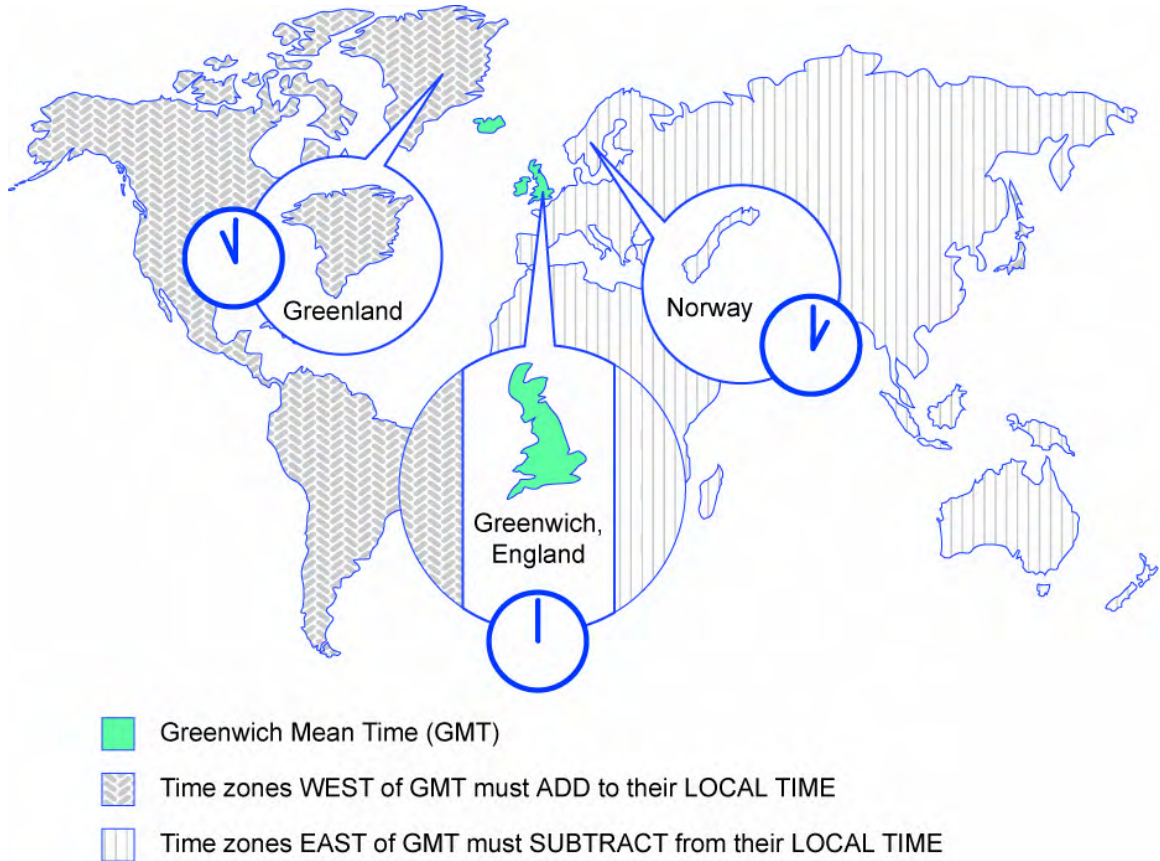 Greenland
Norway
Greenwich,
England
Greenwich Mean Time (GMT)
Time zones WEST of GMT must ADD to their LOCAL TIME
Time zones EAST of GMT must SUBTRACT from their LOCAL TIME